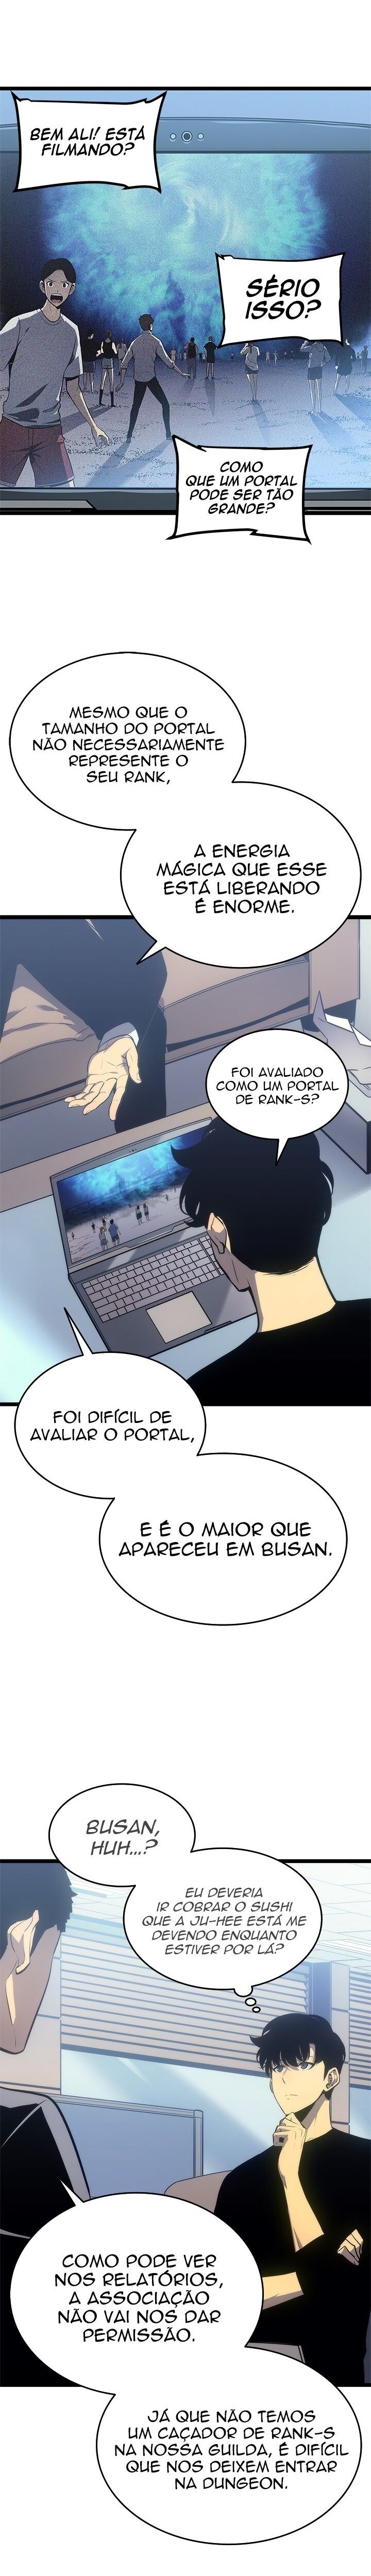 BEM ALI! ESTÁ
FILMANDO?
SÉRIO
ISSO?
COMO
QUE UM PORTAL
PODE SER TÃO
GRANDE?
MESMO QUE O
TAMANHO DO PORTAL
NÃO NECESSARIAMENTE
REPRESENTE O
SEU RANK,
A ENERGIA
MÁGICA QUE ESSE
ESTÁ LIBERANDO
É ENORME.
FOI AVALIADO
COMO UM PORTAL
DE RANK-S?
FOI DIFÍCIL DE
AVALIAR O PORTAL,
E É O MAIOR QUE
APARECEU EM BUSAN.
BUSAN,
HUH...?
EU DEVERIA
IR COBRAR O SUSHI
QUE A JU-HEE ESTÁ ME
DEVENDO ENQUANTO
ESTIVER POR LÁ?
COMO PODE VER
NOS RELATÓRIOS,
A ASSOCIAÇÃO
NÃO VAI NOS DAR
PERMISSÃO.
JÁ QUE NÃO TEMOS
UM CAÇADOR DE RANK-S
NA NOSSA GUILDA, É DIFÍCIL
QUE NOS DEIXEM ENTRAR
NA DUNGEON.